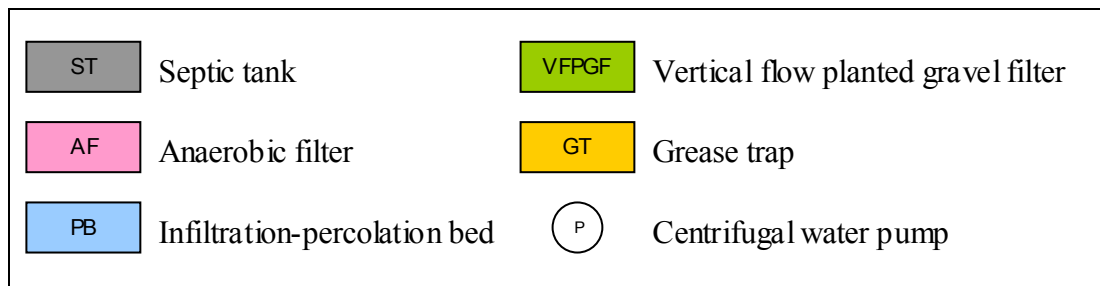 ST Septic tank VFPGF Vertical flow planted gravel filter
AF Anaerobic filter GT Grease trap
PB Infiltration-percolation bed P Centrifugal water pump